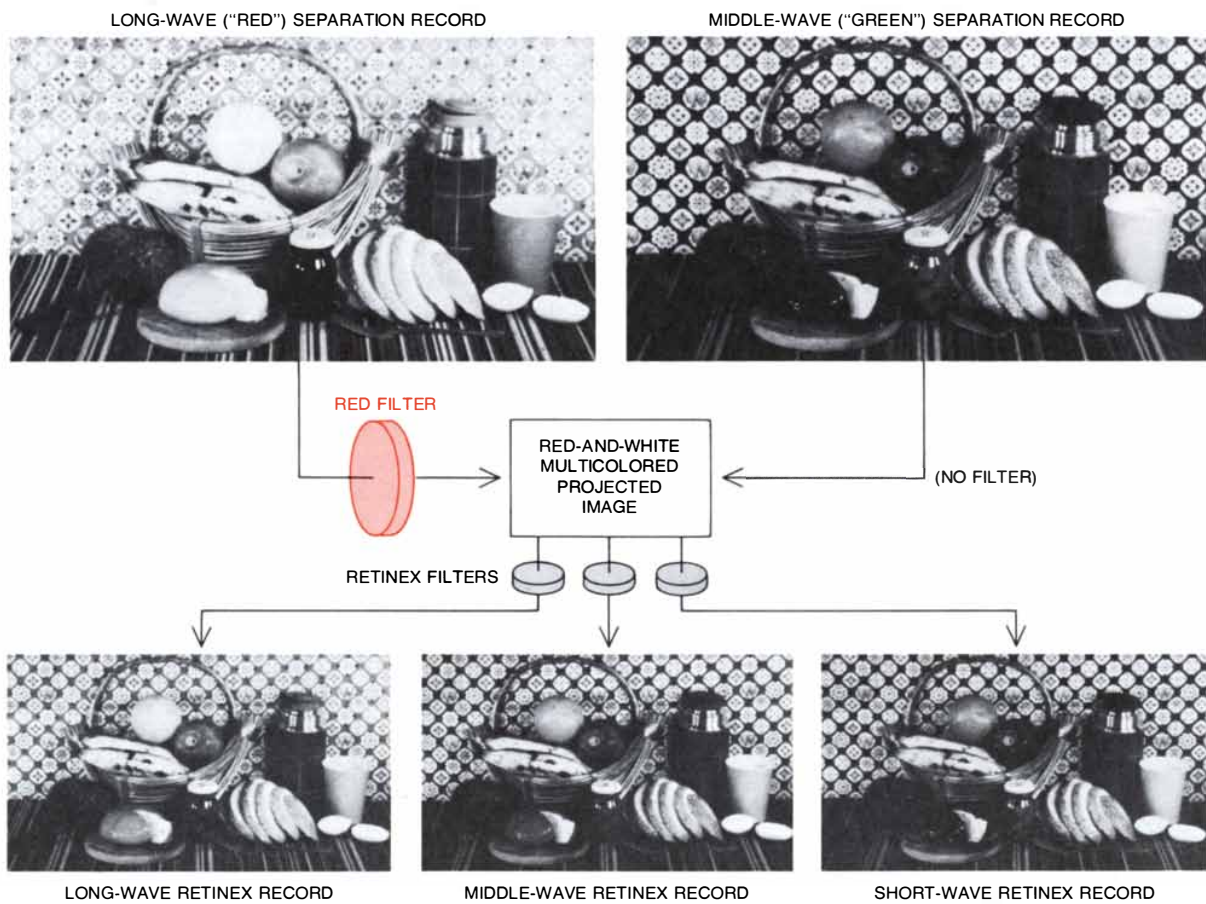 LONG-WAVE (“RED”) SEPARATION RECORD
MIDDLE-WAVE (“GREEN”) SEPARATION RECORD
RED FILTER
RED-AND-WHITE
MULTICOLORED
PROJECTED
IMAGE
(NO FILTER)
RETINEX FILTERS
LONG-WAVE RETINEX RECORD
MIDDLE-WAVE RETINEX RECORD
SHORT-WAVE RETINEX RECORD